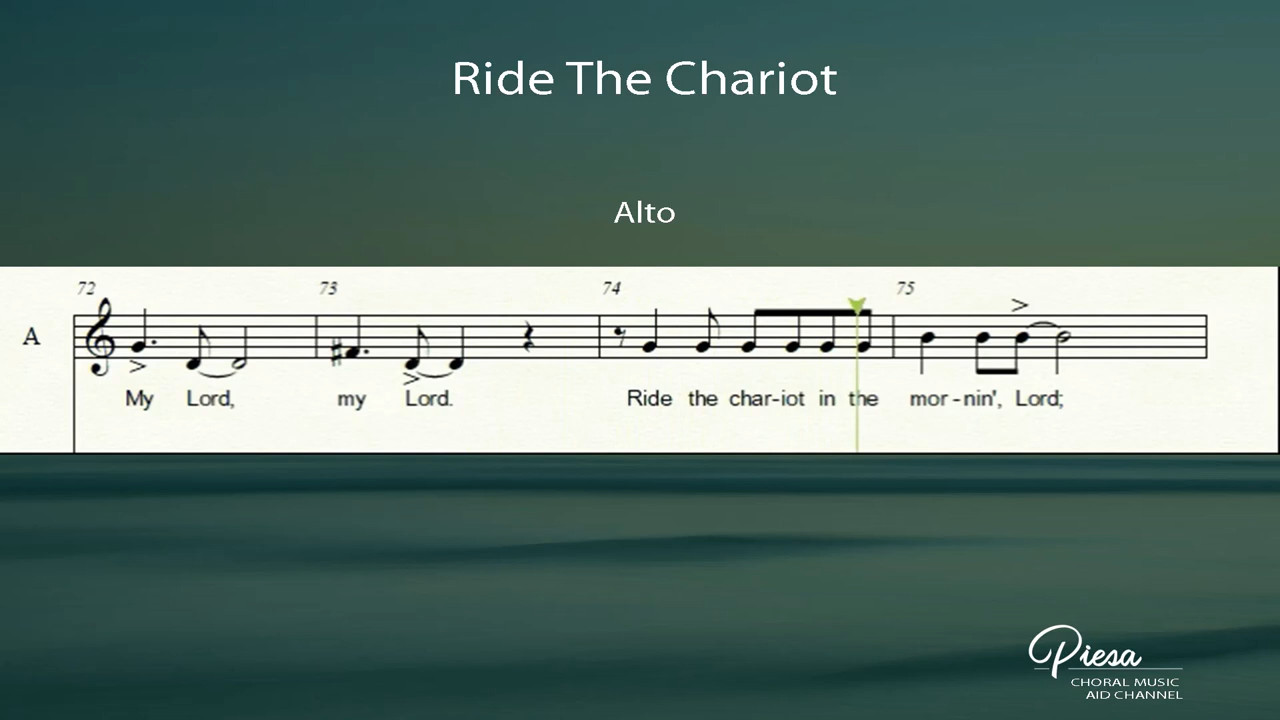 Ride The Chariot
Alto
72 73 74 75
A
My Lord, my Lord. Ride the char-iot in the mor-nin', Lord;
Piesa
CHORAL MUSIC
AID CHANNEL